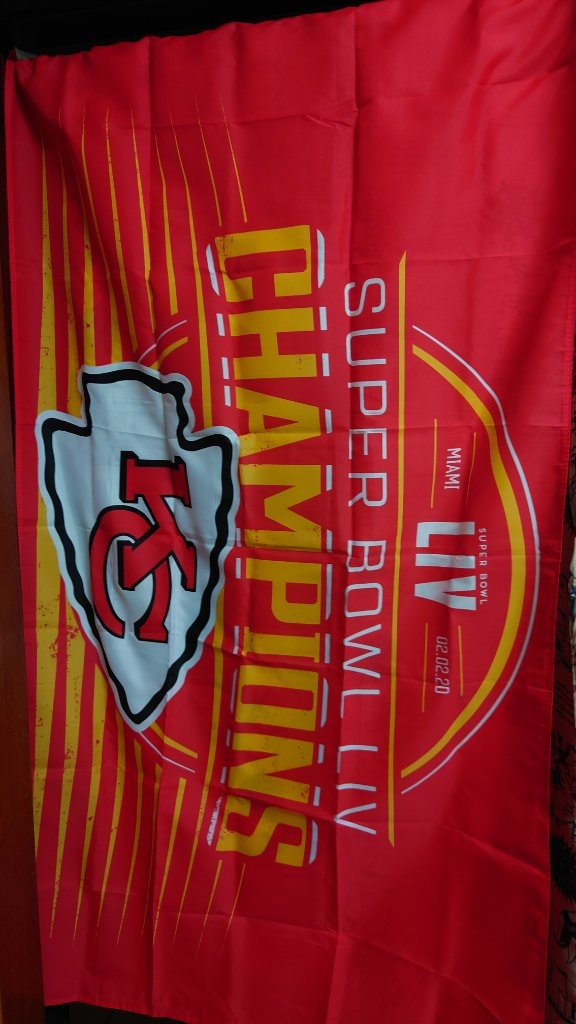 SUPER BOWL
LIV
MIAMI
02.02.20
SUPER BOWL LIV
CHAMPIONS
KC